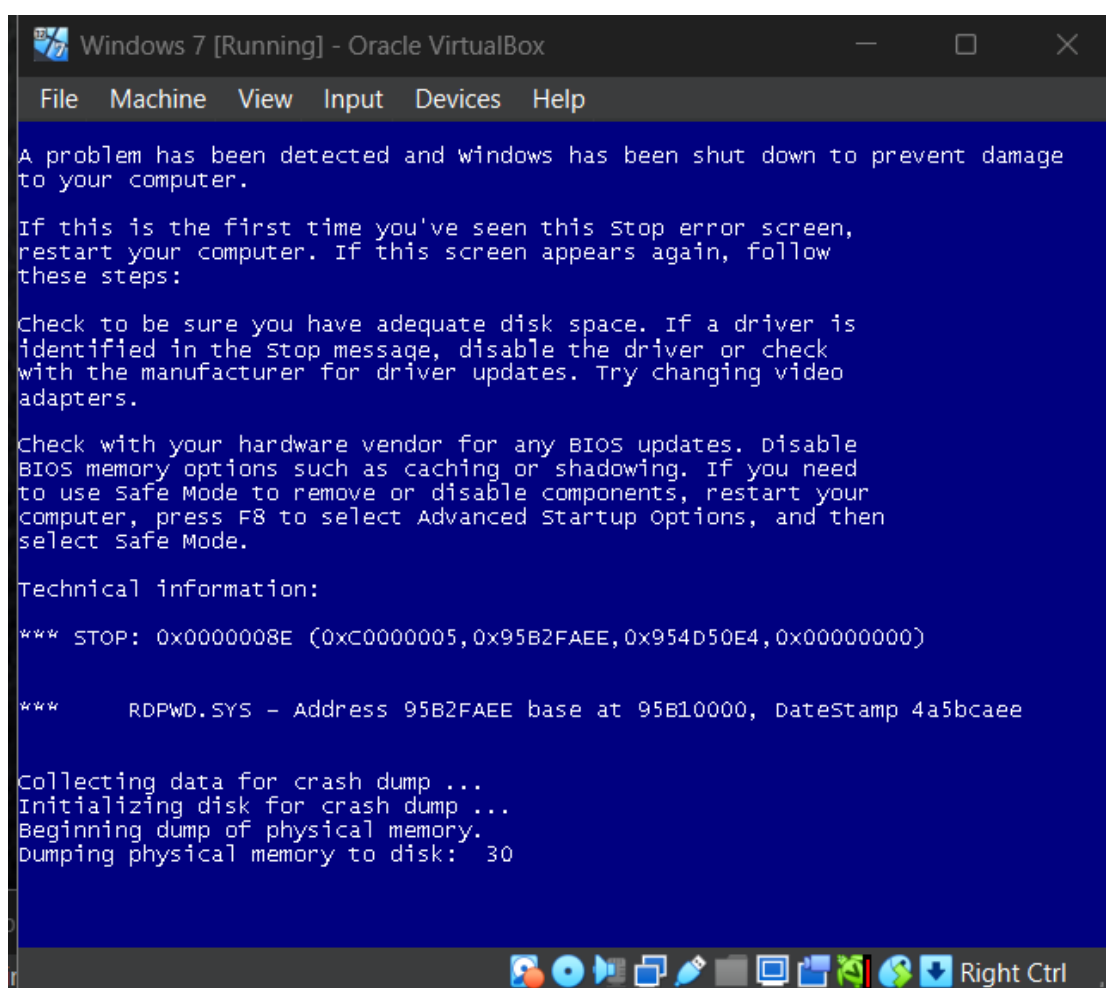 Windows 7 [Running] - Oracle VirtualBox
File Machine View Input Devices Help
A problem has been detected and Windows has been shut down to prevent damage
to your computer.
If this is the first time you've seen this Stop error screen,
restart your computer. If this screen appears again, follow
these steps:
Check to be sure you have adequate disk space. If a driver is
identified in the Stop message, disable the driver or check
with the manufacturer for driver updates. Try changing video
adapters.
Check with your hardware vendor for any BIOS updates. Disable
BIOS memory options such as caching or shadowing. If you need
to use Safe Mode to remove or disable components, restart your
computer, press F8 to select Advanced Startup Options, and then
select Safe Mode.
Technical information:
*** STOP: 0x0000008E (0xC0000005,0x95B2FAEE,0x954D50E4,0x00000000)
*** RDPWD.SYS - Address 95B2FAEE base at 95B10000, DateStamp 4a5bcaee
Collecting data for crash dump ...
Initializing disk for crash dump ...
Beginning dump of physical memory.
Dumping physical memory to disk: 30
Right Ctrl